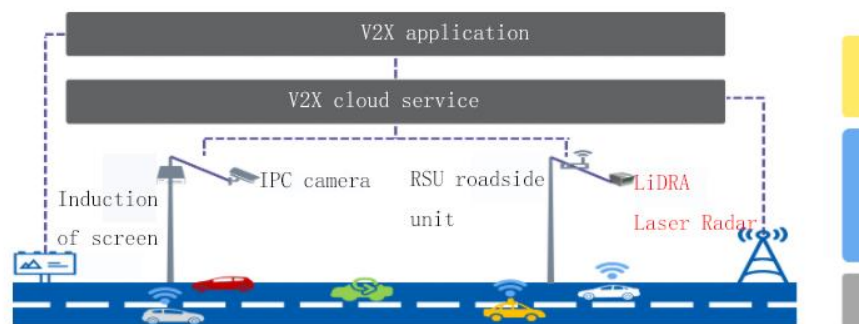 V2X application
V2X cloud service
IPC camera
RSU roadside
unit
LiDRA
Laser Radar
Induction
of screen